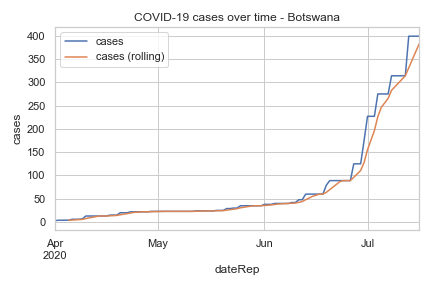 COVID-19 cases over time - Botswana
cases
cases (rolling)
400
350
300
250
200
150
100
50
0
cases
Apr May Jun Jul
2020
dateRep